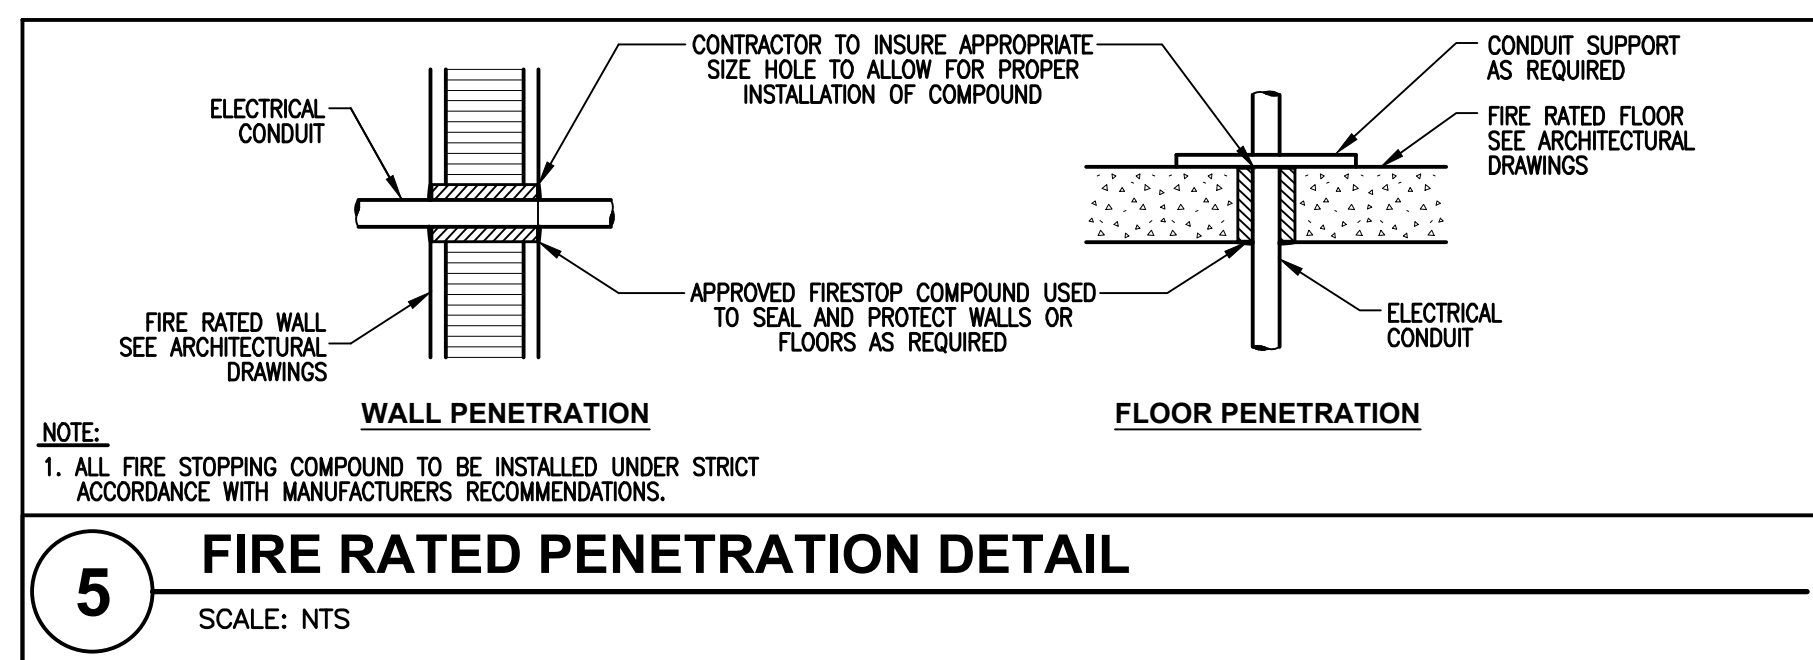 CONTRACTOR TO INSURE APPROPRIATE
SIZE HOLE TO ALLOW FOR PROPER
INSTALLATION OF COMPOUND
ELECTRICAL
CONDUIT
CONDUIT SUPPORT
AS REQUIRED
FIRE RATED FLOOR
SEE ARCHITECTURAL
DRAWINGS
FIRE RATED WALL
SEE ARCHITECTURAL
DRAWINGS
APPROVED FIRESTOP COMPOUND USED
TO SEAL AND PROTECT WALLS OR
FLOORS AS REQUIRED
ELECTRICAL
CONDUIT
WALL PENETRATION
FLOOR PENETRATION
NOTE:
1. ALL FIRE STOPPING COMPOUND TO BE INSTALLED UNDER STRICT
ACCORDANCE WITH MANUFACTURERS RECOMMENDATIONS.
5
FIRE RATED PENETRATION DETAIL
SCALE: NTS